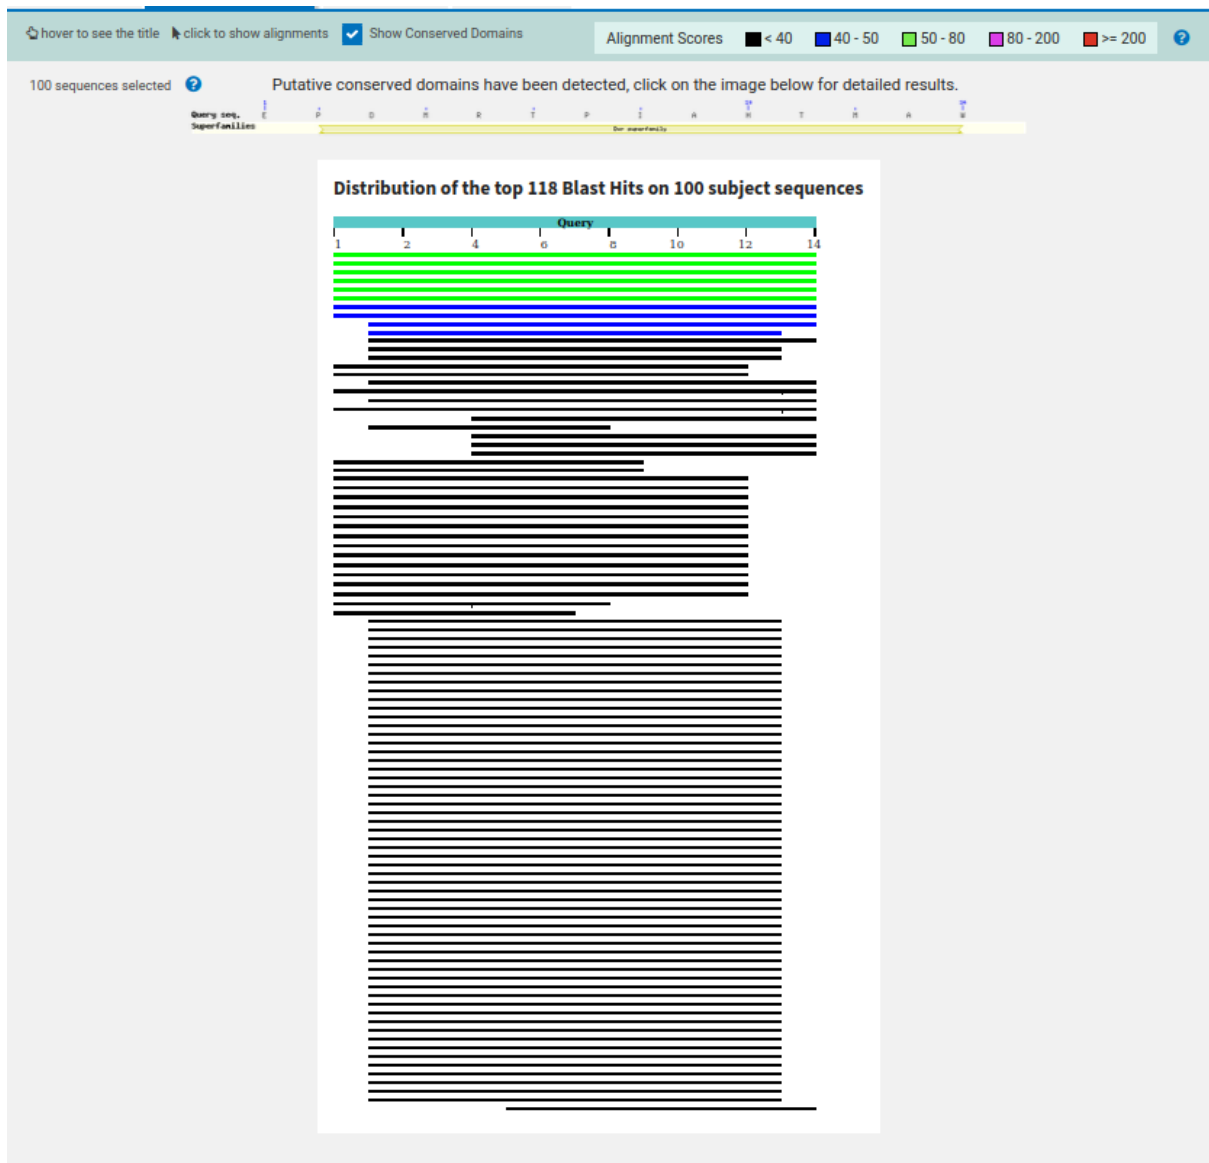 hover to see the title click to show alignments Show Conserved Domains
Alignment Scores < 40 40 - 50 50 - 80 80 - 200 >= 200 ?
100 sequences selected ? Putative conserved domains have been detected, click on the image below for detailed results.
Query seq. E P D M R T P I A H T M A W
Superfamilies
Distribution of the top 118 Blast Hits on 100 subject sequences
Query
1 2 4 6 8 10 12 14